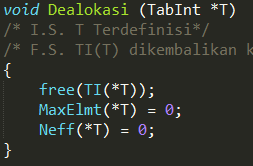 void Dealokasi (TabInt *T)
/* I.S. T Terdefinisi*/
/* F.S. TI(T) dikembalikan
{
    free(TI(*T));
    MaxElmt(*T) = 0;
    Neff(*T) = 0;
}